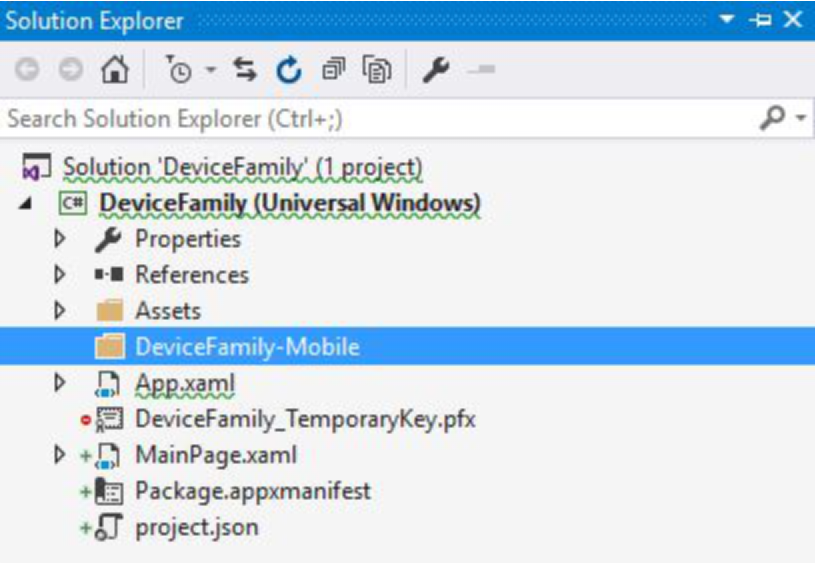 Solution Explorer
Search Solution Explorer (Ctrl+;)
Solution 'DeviceFamily' (1 project)
C# DeviceFamily (Universal Windows)
Properties
References
Assets
DeviceFamily-Mobile
App.xaml
DeviceFamily_TemporaryKey.pfx
MainPage.xaml
Package.appxmanifest
project.json